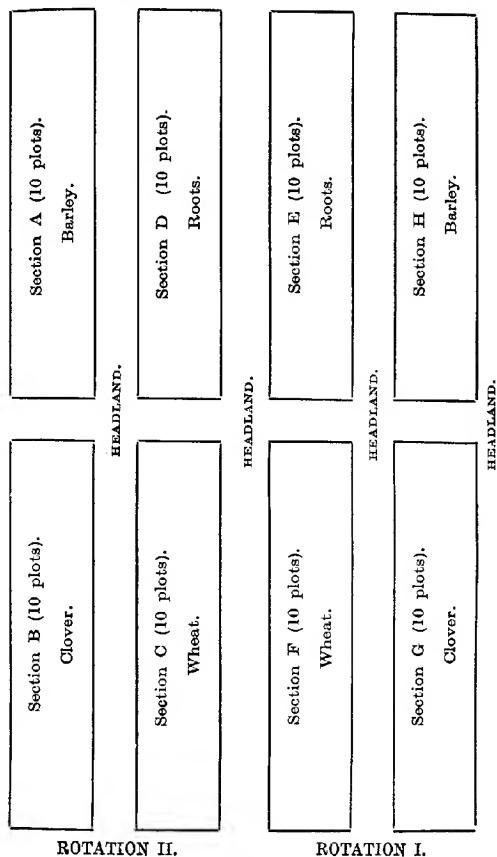 Section A (10 plots).
Barley.
Section D (10 plots).
Roots.
Section E (10 plots).
Roots.
Section H (10 plots).
Barley.
HEADLAND.
HEADLAND.
HEADLAND.
HEADLAND.
Section B (10 plots).
Clover.
Section C (10 plots).
Wheat.
Section F (10 plots).
Wheat.
Section G (10 plots).
Clover.
ROTATION II.
ROTATION I.